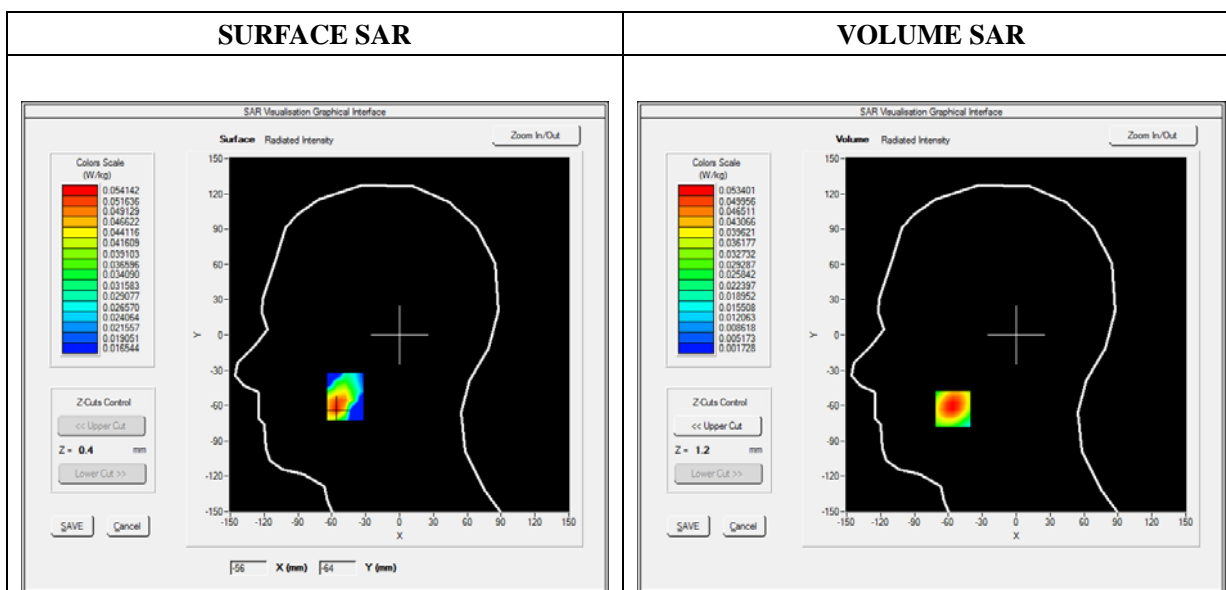 SURFACE SAR
SAR Visualisation Graphical Interface
Surface Radiated Intensity
Zoom In/Out
Colors Scale
(W/kg)
0.054142
0.051636
0.049129
0.046622
0.044116
0.041609
0.039103
0.036596
0.034090
0.031583
0.029077
0.026570
0.024064
0.021557
0.019051
0.016544
Z-Cuts Control
<< Upper Cut
Z = 0.4 mm
Lower Cut >>
SAVE Cancel
150
120
90
60
30
0
-30
-60
-90
-120
-150
Y
-150 -120 -90 -60 -30 0 30 60 90 120 150
X
-56 X (mm) -64 Y (mm)
VOLUME SAR
SAR Visualisation Graphical Interface
Volume Radiated Intensity
Zoom In/Out
Colors Scale
(W/kg)
0.053401
0.049956
0.046511
0.043066
0.039621
0.036177
0.032732
0.029287
0.025842
0.022397
0.018952
0.015508
0.012063
0.008618
0.005173
0.001728
Z-Cuts Control
<< Upper Cut
Z = 1.2 mm
Lower Cut >>
SAVE Cancel
150
120
90
60
30
0
-30
-60
-90
-120
-150
Y
-150 -120 -90 -60 -30 0 30 60 90 120 150
X